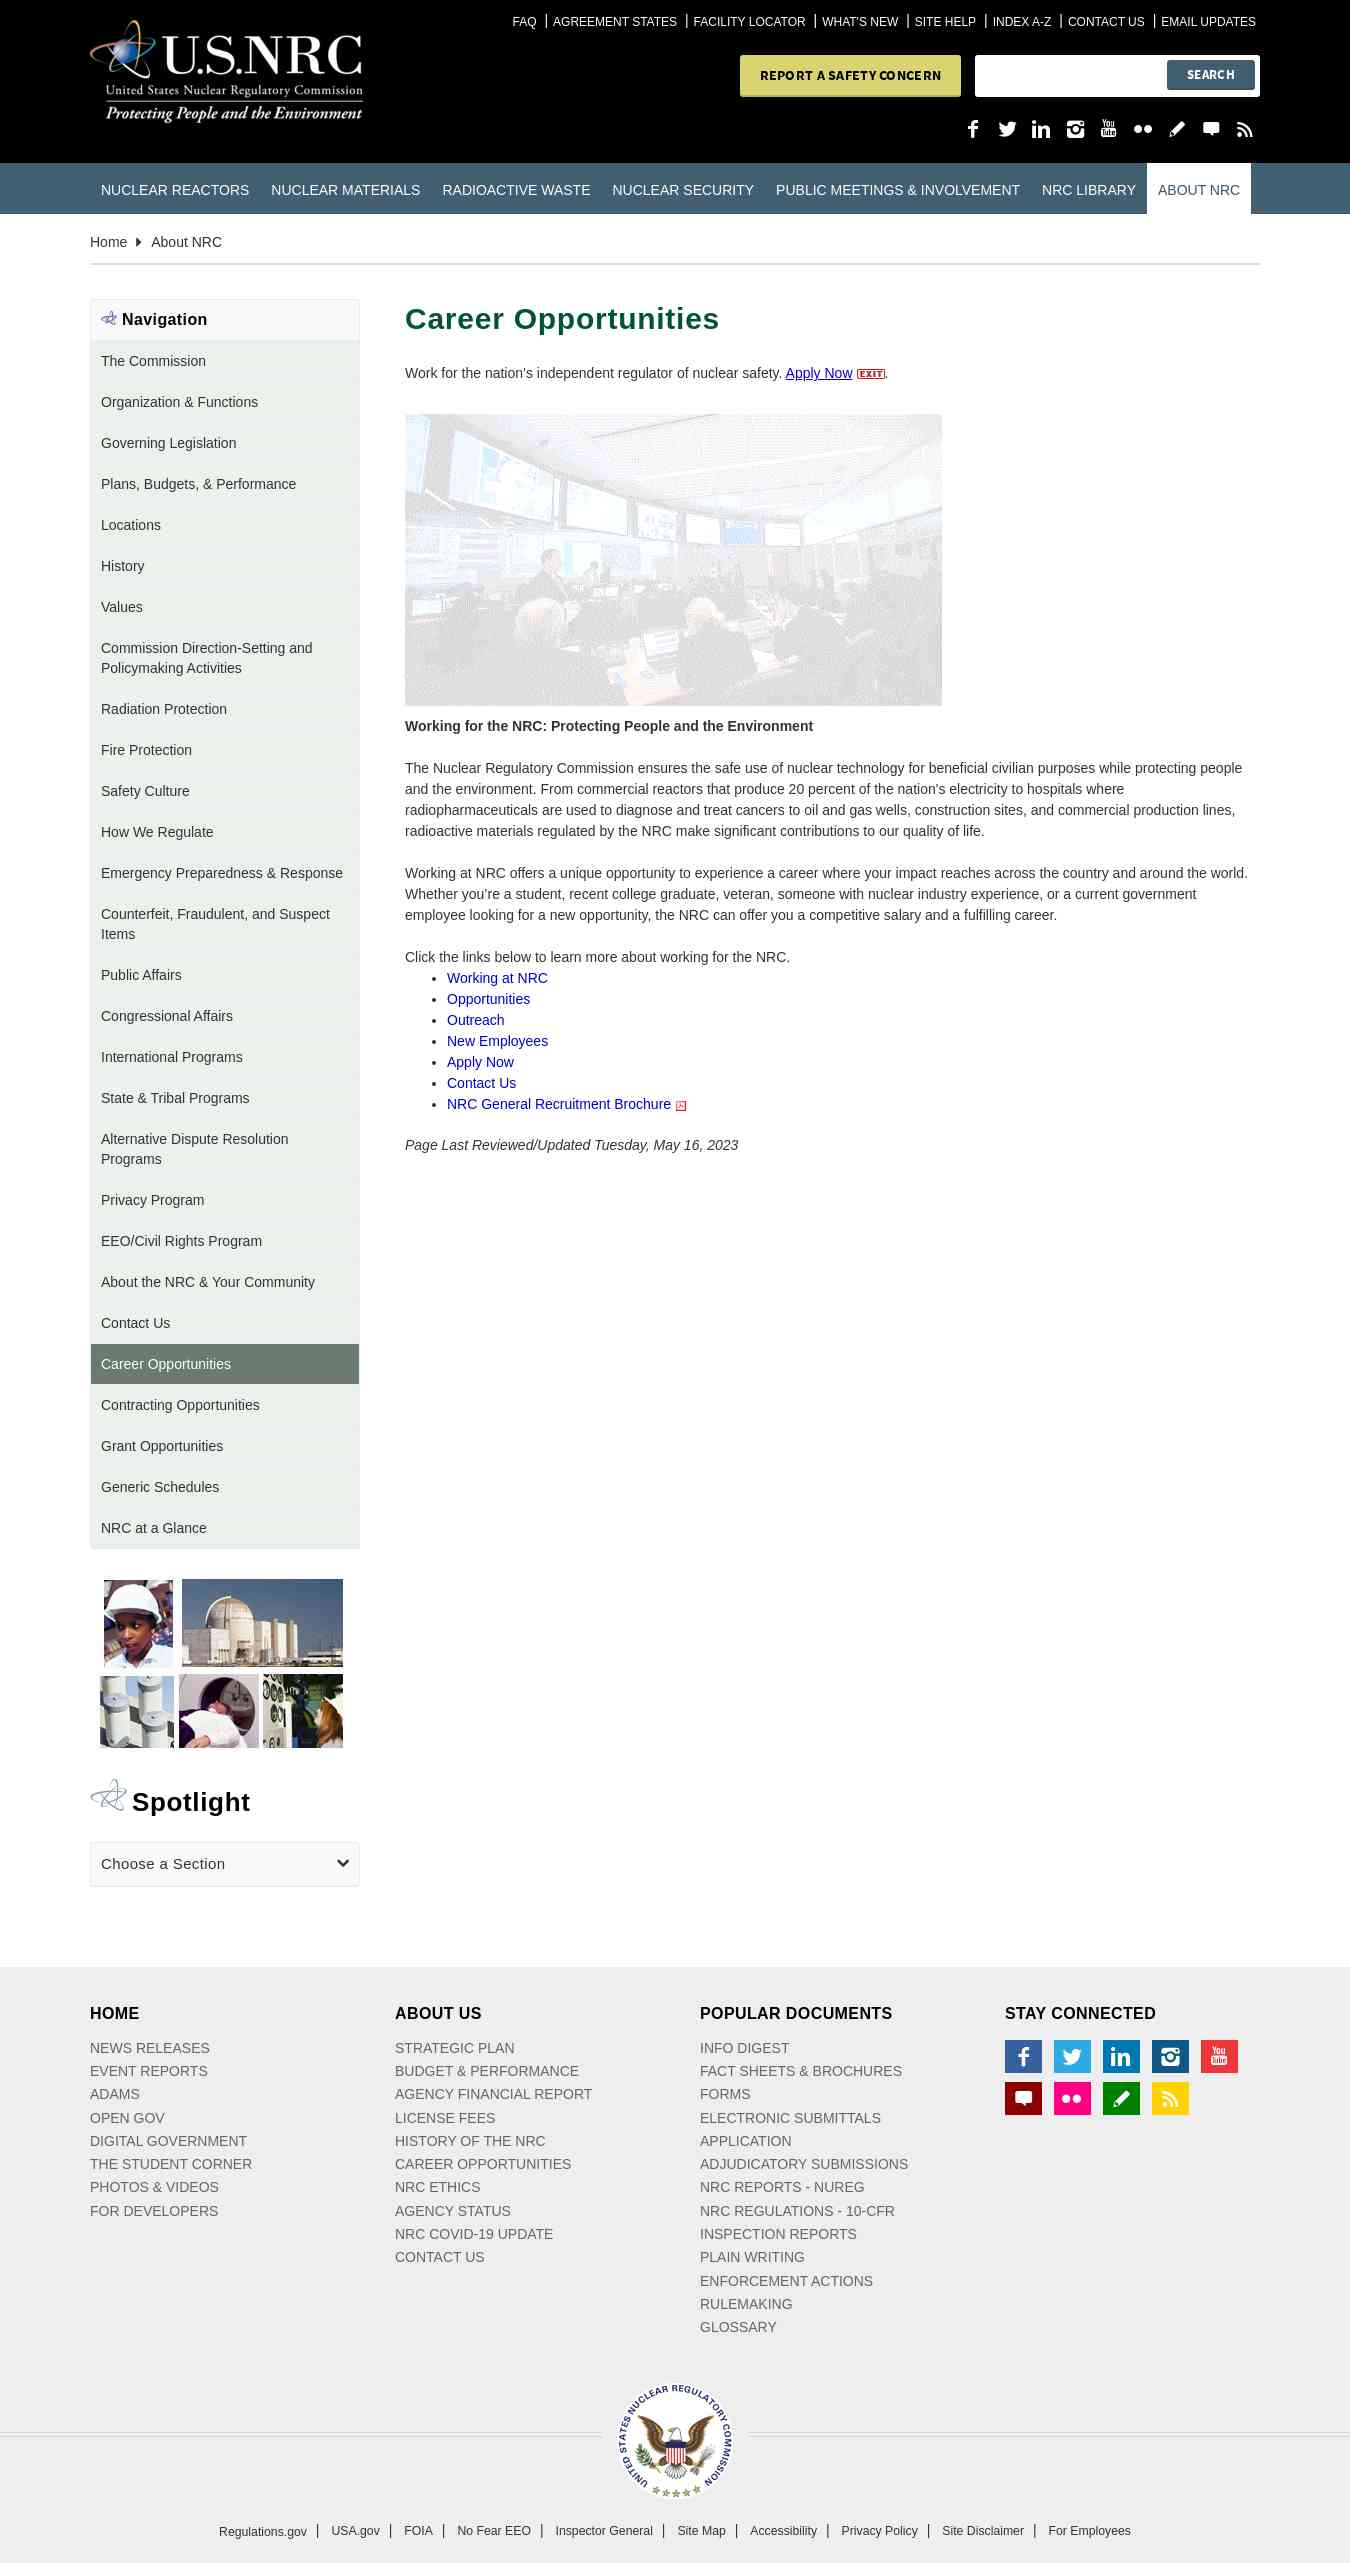 FAQ | AGREEMENT STATES | FACILITY LOCATOR | WHAT'S NEW | SITE HELP | INDEX A-Z | CONTACT US | EMAIL UPDATES
U.S.NRC
United States Nuclear Regulatory Commission
Protecting People and the Environment
REPORT A SAFETY CONCERN
SEARCH
NUCLEAR REACTORS NUCLEAR MATERIALS RADIOACTIVE WASTE NUCLEAR SECURITY PUBLIC MEETINGS & INVOLVEMENT NRC LIBRARY ABOUT NRC
Home About NRC
Navigation
The Commission
Organization & Functions
Governing Legislation
Plans, Budgets, & Performance
Locations
History
Values
Commission Direction-Setting and
Policymaking Activities
Radiation Protection
Fire Protection
Safety Culture
How We Regulate
Emergency Preparedness & Response
Counterfeit, Fraudulent, and Suspect
Items
Public Affairs
Congressional Affairs
International Programs
State & Tribal Programs
Alternative Dispute Resolution
Programs
Privacy Program
EEO/Civil Rights Program
About the NRC & Your Community
Contact Us
Career Opportunities
Contracting Opportunities
Grant Opportunities
Generic Schedules
NRC at a Glance
Spotlight
Choose a Section
Career Opportunities
Work for the nation's independent regulator of nuclear safety. Apply Now EXIT.
Working for the NRC: Protecting People and the Environment
The Nuclear Regulatory Commission ensures the safe use of nuclear technology for beneficial civilian purposes while protecting people
and the environment. From commercial reactors that produce 20 percent of the nation's electricity to hospitals where
radiopharmaceuticals are used to diagnose and treat cancers to oil and gas wells, construction sites, and commercial production lines,
radioactive materials regulated by the NRC make significant contributions to our quality of life.
Working at NRC offers a unique opportunity to experience a career where your impact reaches across the country and around the world.
Whether you're a student, recent college graduate, veteran, someone with nuclear industry experience, or a current government
employee looking for a new opportunity, the NRC can offer you a competitive salary and a fulfilling career.
Click the links below to learn more about working for the NRC.
• Working at NRC
• Opportunities
• Outreach
• New Employees
• Apply Now
• Contact Us
• NRC General Recruitment Brochure
Page Last Reviewed/Updated Tuesday, May 16, 2023
HOME
NEWS RELEASES
EVENT REPORTS
ADAMS
OPEN GOV
DIGITAL GOVERNMENT
THE STUDENT CORNER
PHOTOS & VIDEOS
FOR DEVELOPERS
ABOUT US
STRATEGIC PLAN
BUDGET & PERFORMANCE
AGENCY FINANCIAL REPORT
LICENSE FEES
HISTORY OF THE NRC
CAREER OPPORTUNITIES
NRC ETHICS
AGENCY STATUS
NRC COVID-19 UPDATE
CONTACT US
POPULAR DOCUMENTS
INFO DIGEST
FACT SHEETS & BROCHURES
FORMS
ELECTRONIC SUBMITTALS
APPLICATION
ADJUDICATORY SUBMISSIONS
NRC REPORTS - NUREG
NRC REGULATIONS - 10-CFR
INSPECTION REPORTS
PLAIN WRITING
ENFORCEMENT ACTIONS
RULEMAKING
GLOSSARY
STAY CONNECTED
You Tube
UNITED STATES NUCLEAR REGULATORY COMMISSION
Regulations.gov | USA.gov | FOIA | No Fear EEO | Inspector General | Site Map | Accessibility | Privacy Policy | Site Disclaimer | For Employees